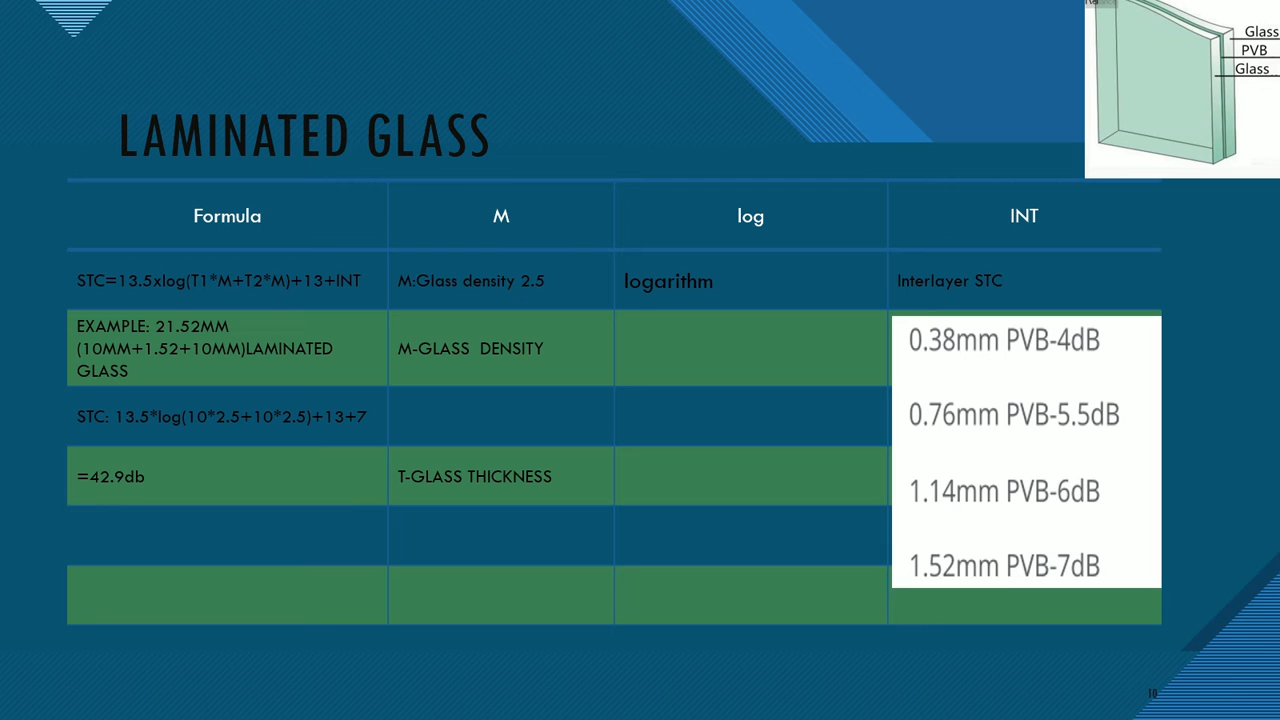 Glass
PVB
Glass
LAMINATED GLASS
Formula
M
log
INT
STC=13.5xlog(T1*M+T2*M)+13+INT
M:Glass density 2.5
logarithm
Interlayer STC
EXAMPLE: 21.52MM
(10MM+1.52+10MM)LAMINATED
GLASS
M-GLASS DENSITY
0.38mm PVB-4dB
STC: 13.5*log(10*2.5+10*2.5)+13+7
0.76mm PVB-5.5dB
=42.9db
T-GLASS THICKNESS
1.14mm PVB-6dB
1.52mm PVB-7dB
10